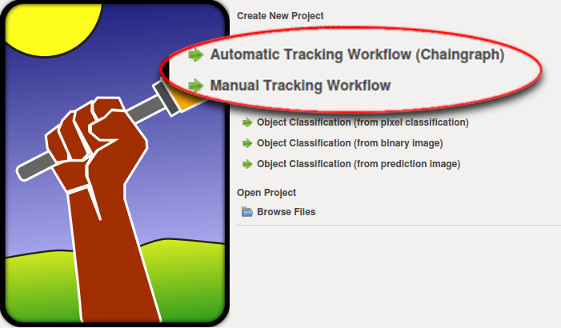 Create New Project
Automatic Tracking Workflow (Chaingraph)
Manual Tracking Workflow
Object Classification (from pixel classification)
Object Classification (from binary image)
Object Classification (from prediction image)
Open Project
Browse Files